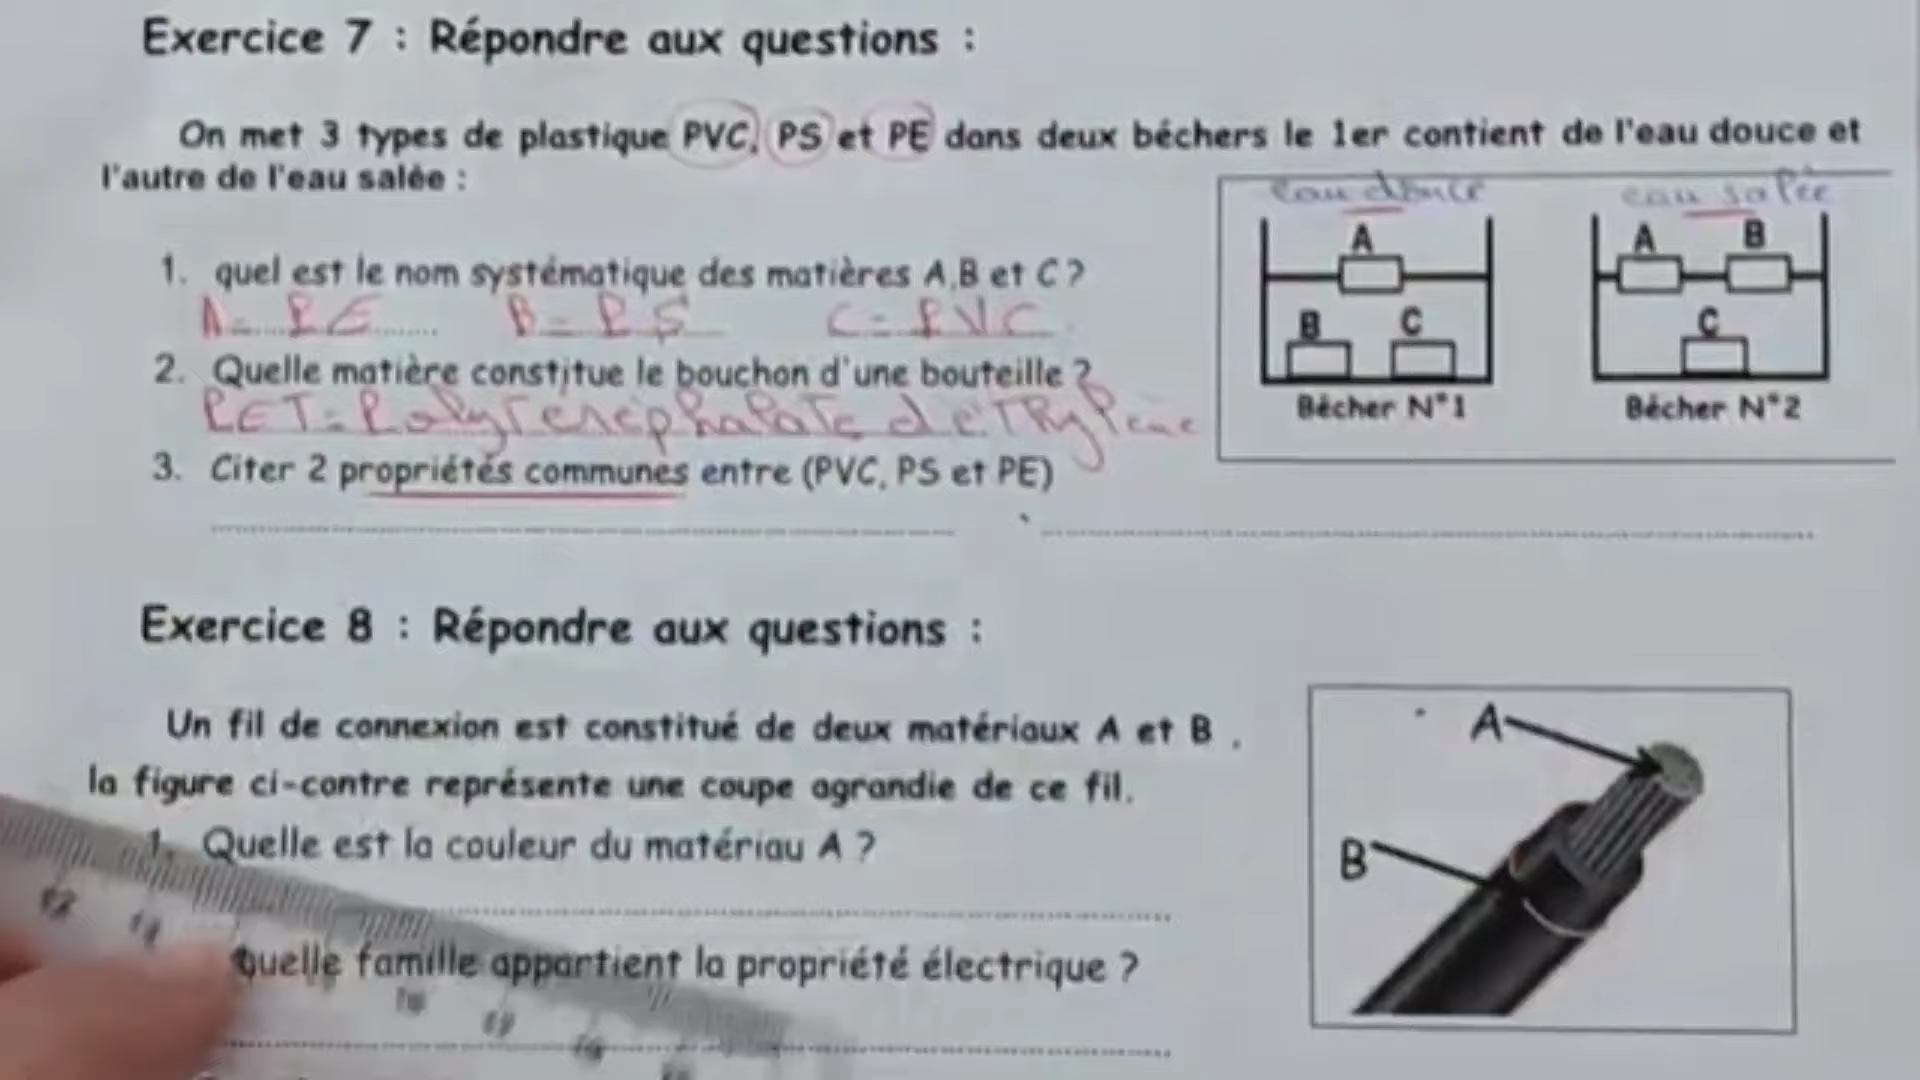 Exercice 7 : Répondre aux questions :
On met 3 types de plastique PVC, PS et PE dans deux béchers le 1er contient de l'eau douce et
l'autre de l'eau salée :
eau douce
eau salée
1. quel est le nom systématique des matières A,B et C ?
A = PE B = PS C = PVC
A
B C
Bécher N°1
A B
C
Bécher N°2
2. Quelle matière constitue le bouchon d'une bouteille ?
PET = Polyterephalate de
3. Citer 2 propriétés communes entre (PVC, PS et PE)
Exercice 8 : Répondre aux questions :
Un fil de connexion est constitué de deux matériaux A et B .
la figure ci-contre représente une coupe agrandie de ce fil.
A
B
1. Quelle est la couleur du matériau A ?
quelle famille appartient la propriété électrique ?